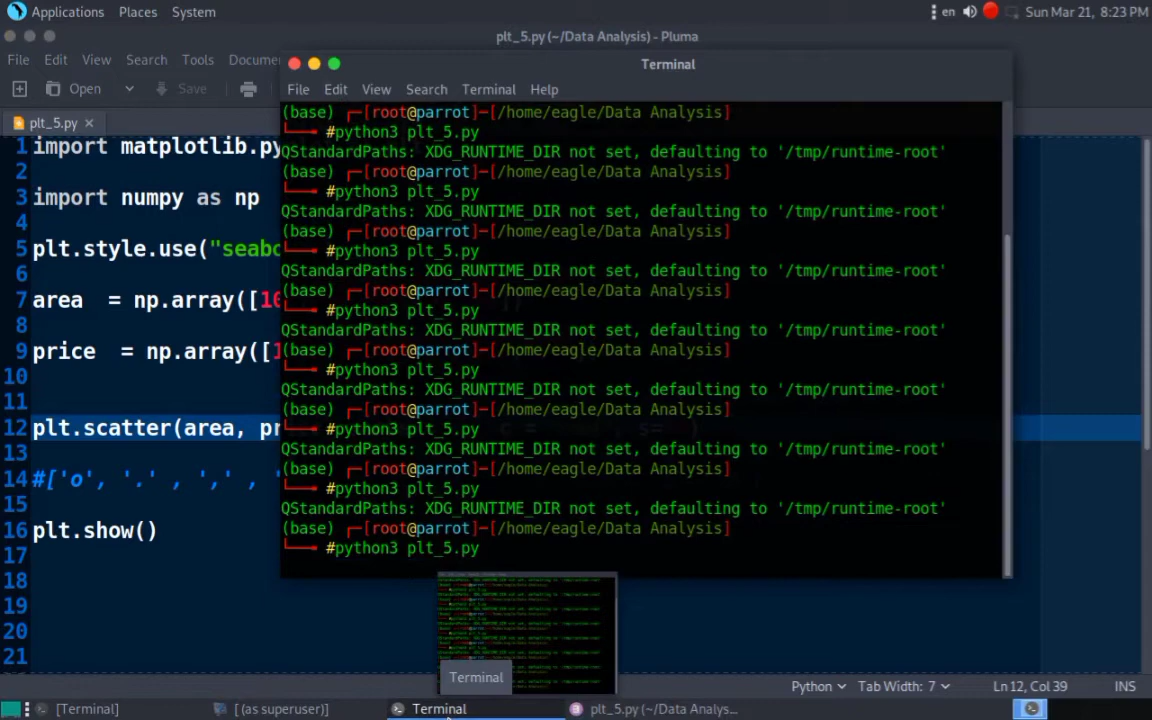 Applications Places System en Sun Mar 21, 8:23 PM
plt_5.py (~/Data Analysis) - Pluma
File Edit View Search Tools Documen
Open Save
plt_5.py
1 import matplotlib.py
2
3 import numpy as np
4
5 plt.style.use("seabo
6
7 area = np.array([10
8
9 price = np.array([1
10
11
12 plt.scatter(area, pr
13
14 #['o', '.' , ',' , '
15
16 plt.show()
17
18
19
20
21
Terminal
File Edit View Search Terminal Help
(base) ┌─[root@parrot]─[/home/eagle/Data Analysis]
└──╼ #python3 plt_5.py
QStandardPaths: XDG_RUNTIME_DIR not set, defaulting to '/tmp/runtime-root'
(base) ┌─[root@parrot]─[/home/eagle/Data Analysis]
└──╼ #python3 plt_5.py
QStandardPaths: XDG_RUNTIME_DIR not set, defaulting to '/tmp/runtime-root'
(base) ┌─[root@parrot]─[/home/eagle/Data Analysis]
└──╼ #python3 plt_5.py
QStandardPaths: XDG_RUNTIME_DIR not set, defaulting to '/tmp/runtime-root'
(base) ┌─[root@parrot]─[/home/eagle/Data Analysis]
└──╼ #python3 plt_5.py
QStandardPaths: XDG_RUNTIME_DIR not set, defaulting to '/tmp/runtime-root'
(base) ┌─[root@parrot]─[/home/eagle/Data Analysis]
└──╼ #python3 plt_5.py
QStandardPaths: XDG_RUNTIME_DIR not set, defaulting to '/tmp/runtime-root'
(base) ┌─[root@parrot]─[/home/eagle/Data Analysis]
└──╼ #python3 plt_5.py
QStandardPaths: XDG_RUNTIME_DIR not set, defaulting to '/tmp/runtime-root'
(base) ┌─[root@parrot]─[/home/eagle/Data Analysis]
└──╼ #python3 plt_5.py
QStandardPaths: XDG_RUNTIME_DIR not set, defaulting to '/tmp/runtime-root'
(base) ┌─[root@parrot]─[/home/eagle/Data Analysis]
└──╼ #python3 plt_5.py
Terminal
Python Tab Width: 7 Ln 12, Col 39 INS
[Terminal] [ (as superuser)] Terminal plt_5.py (~/Data Analys...